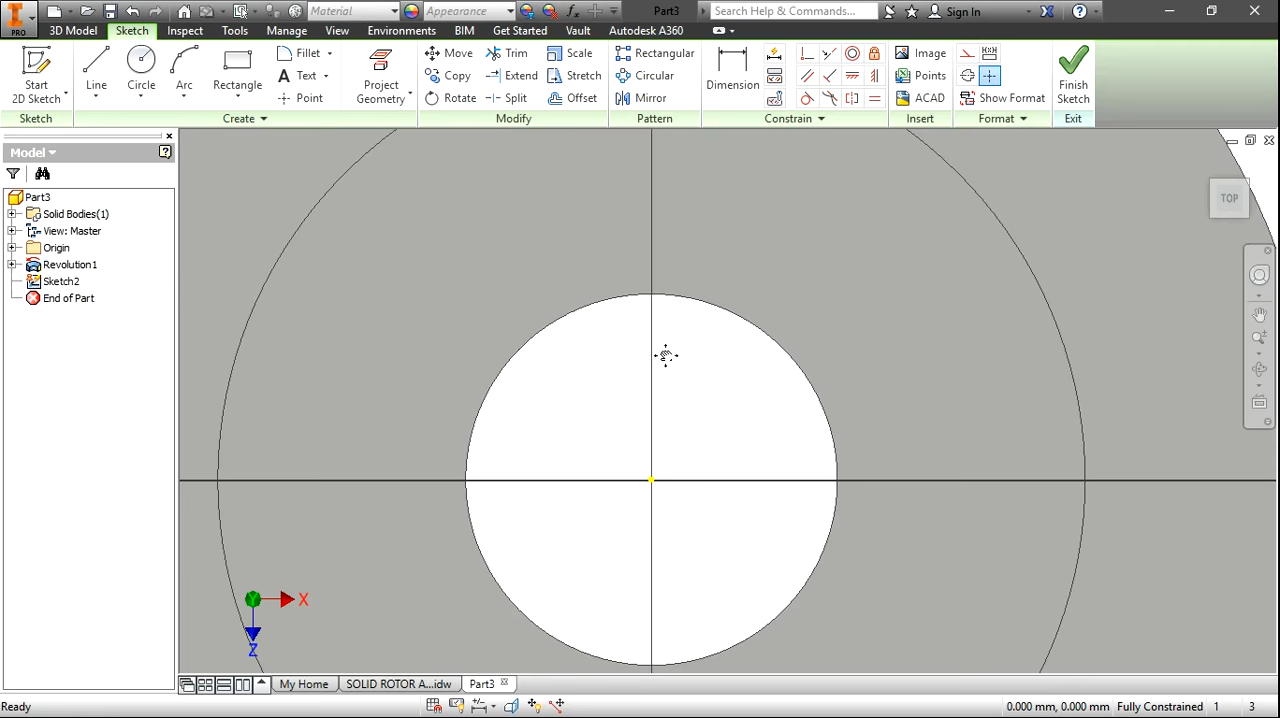 PRO
Material
Appearance
Part3
Search Help & Commands...
Sign In
3D Model
Sketch
Inspect
Tools
Manage
View
Environments
BIM
Get Started
Vault
Autodesk A360
Start
2D Sketch
Line
Circle
Arc
Rectangle
Fillet
Text
Point
Project
Geometry
Move
Copy
Rotate
Trim
Extend
Split
Scale
Stretch
Offset
Rectangular
Circular
Mirror
Dimension
Image
Points
ACAD
Show Format
Finish
Sketch
Sketch
Create
Modify
Pattern
Constrain
Insert
Format
Exit
Model
Part3
Solid Bodies(1)
View: Master
Origin
Revolution1
Sketch2
End of Part
TOP
X
Z
My Home
SOLID ROTOR A...idw
Part3
Ready
0.000 mm, 0.000 mm
Fully Constrained
1
3